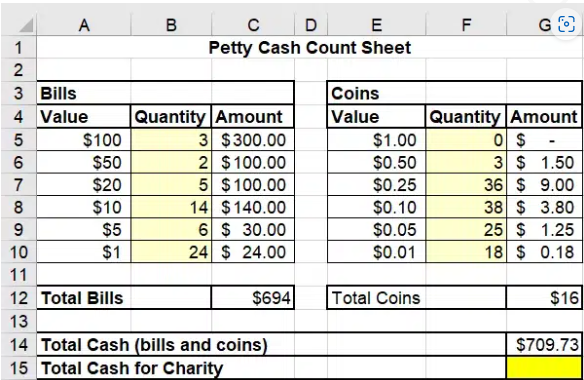 A B C D E F G
1 Petty Cash Count Sheet
2
3 Bills Coins
4 Value Quantity Amount Value Quantity Amount
5 $100 3 $300.00 $1.00 0 $ -
6 $50 2 $100.00 $0.50 3 $ 1.50
7 $20 5 $100.00 $0.25 36 $ 9.00
8 $10 14 $140.00 $0.10 38 $ 3.80
9 $5 6 $ 30.00 $0.05 25 $ 1.25
10 $1 24 $ 24.00 $0.01 18 $ 0.18
11
12 Total Bills $694 Total Coins $16
13
14 Total Cash (bills and coins) $709.73
15 Total Cash for Charity